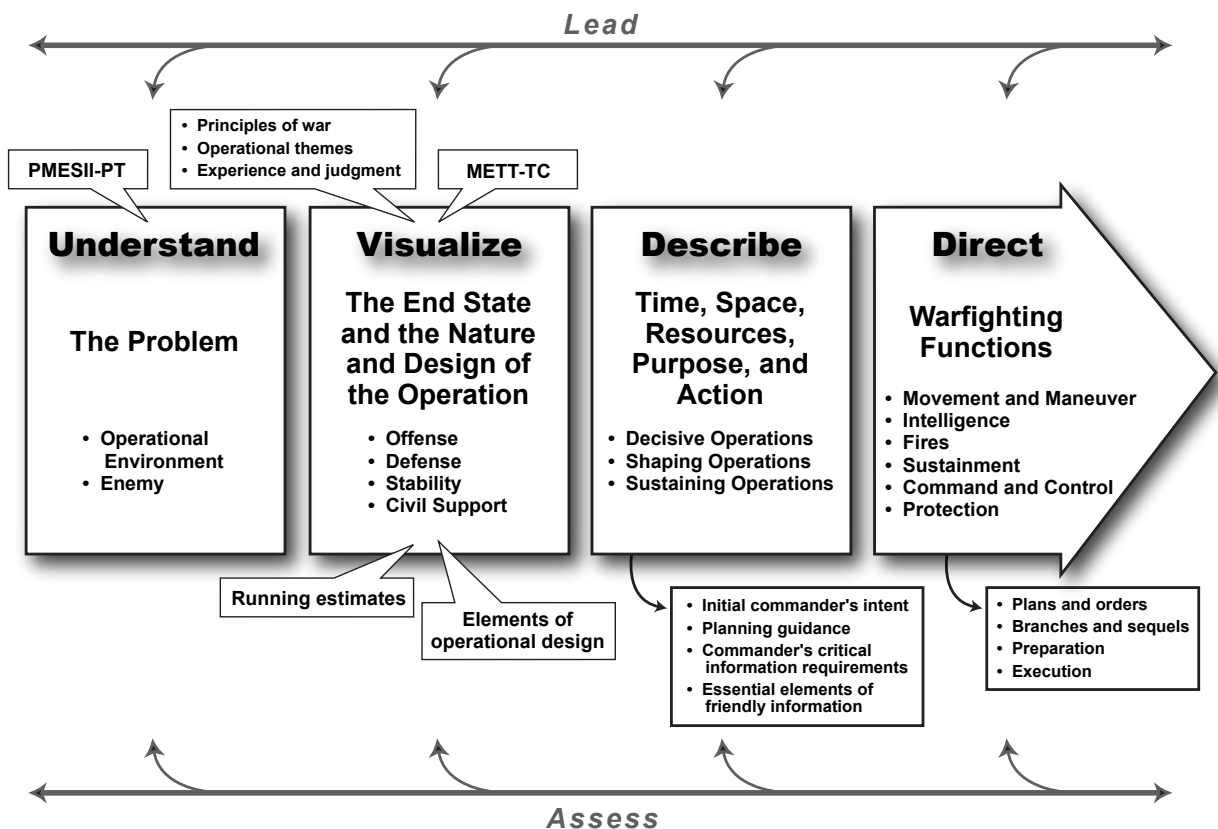 Lead
• Principles of war
• Operational themes
• Experience and judgment
PMESII-PT
METT-TC
Understand
The Problem
• Operational
Environment
• Enemy
Visualize
The End State
and the Nature
and Design of
the Operation
• Offense
• Defense
• Stability
• Civil Support
Describe
Time, Space,
Resources,
Purpose, and
Action
• Decisive Operations
• Shaping Operations
• Sustaining Operations
Direct
Warfighting
Functions
• Movement and Maneuver
• Intelligence
• Fires
• Sustainment
• Command and Control
• Protection
Running estimates
Elements of
operational design
• Initial commander's intent
• Planning guidance
• Commander's critical
information requirements
• Essential elements of
friendly information
• Plans and orders
• Branches and sequels
• Preparation
• Execution
Assess